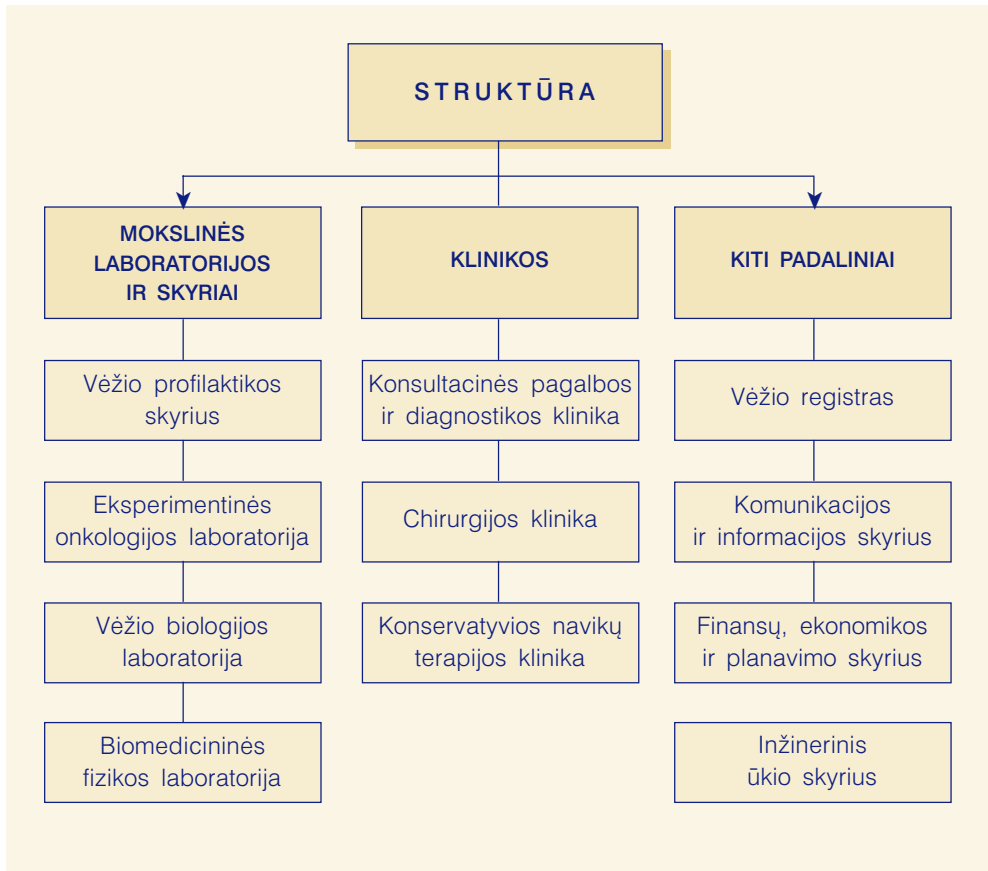 STRUKTŪRA
MOKSLINĖS
LABORATORIJOS
IR SKYRIAI
Vėžio profilaktikos
skyrius
Eksperimentinės
onkologijos laboratorija
Vėžio biologijos
laboratorija
Biomedicininės
fizikos laboratorija
KLINIKOS
Konsultacinės pagalbos
ir diagnostikos klinika
Chirurgijos klinika
Konservatyvios navikų
terapijos klinika
KITI PADALINIAI
Vėžio registras
Komunikacijos
ir informacijos skyrius
Finansų, ekonomikos
ir planavimo skyrius
Inžinerinis
ūkio skyrius